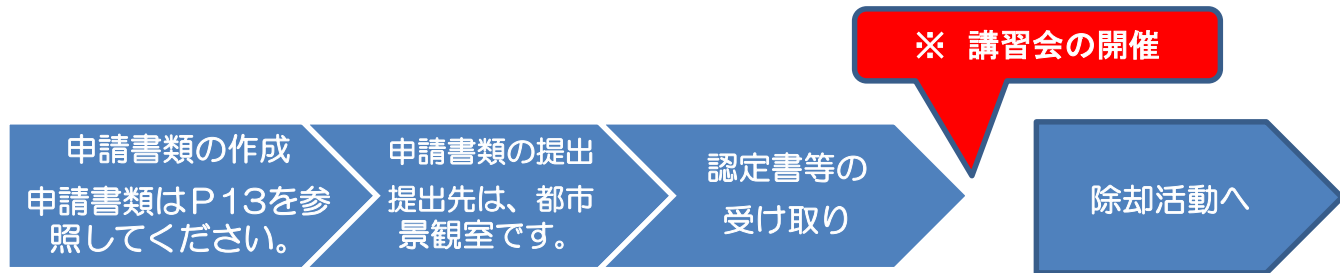 ※ 講習会の開催
申請書類の作成
申請書類はP13を参
照してください。
申請書類の提出
提出先は、都市
景観室です。
認定書等の
受け取り
除却活動へ